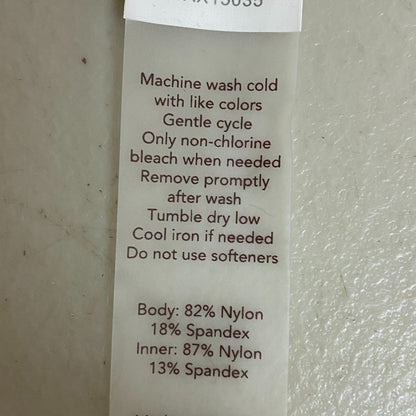 Machine wash cold
with like colors
Gentle cycle
Only non-chlorine
bleach when needed
Remove promptly
after wash
Tumble dry low
Cool iron if needed
Do not use softeners
Body: 82% Nylon
18% Spandex
Inner: 87% Nylon
13% Spandex